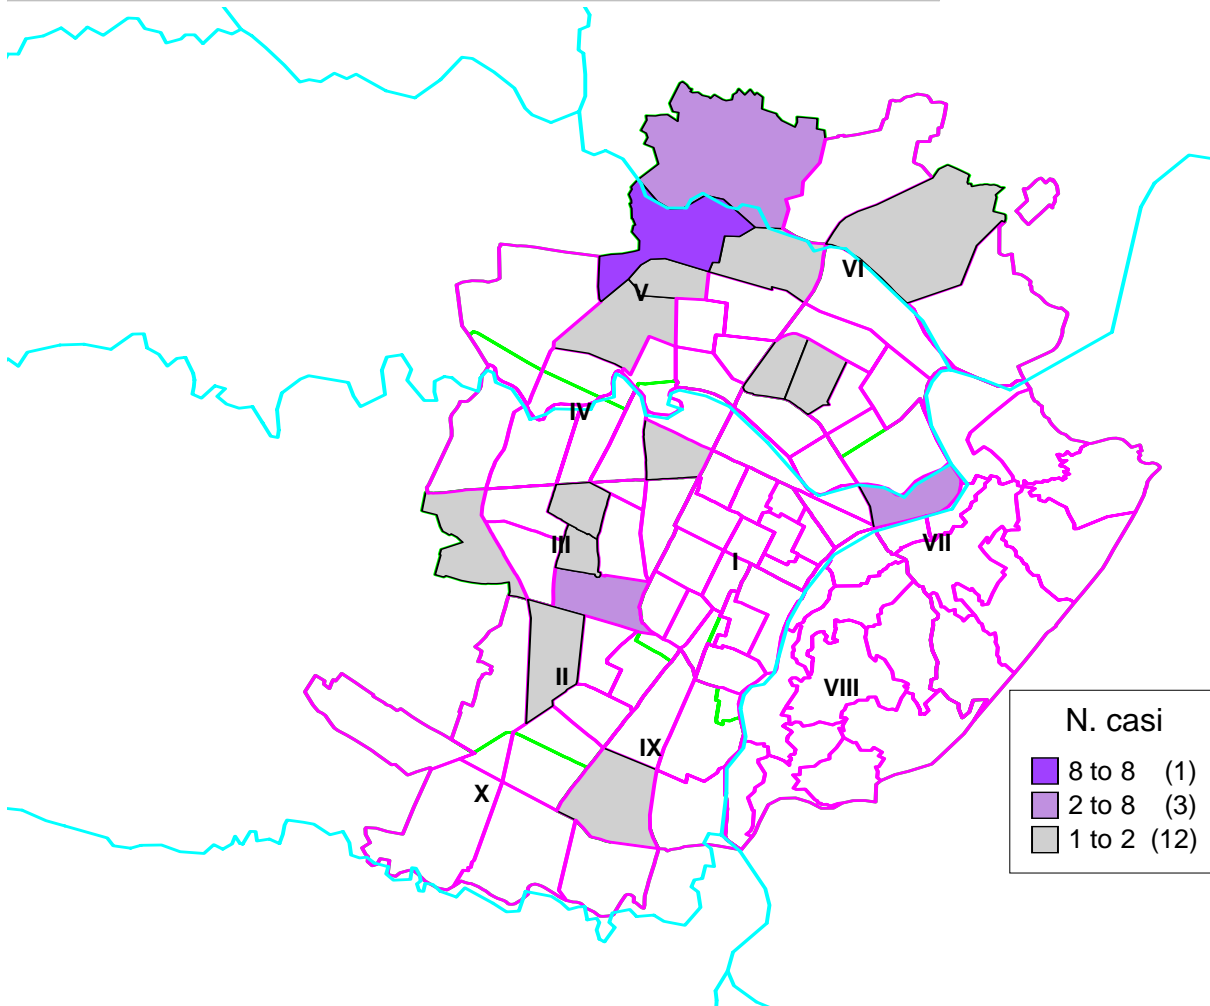 VI
V
IV
III
VII
I
II
VIII
IX
X
N. casi
8 to 8 (1)
2 to 8 (3)
1 to 2 (12)